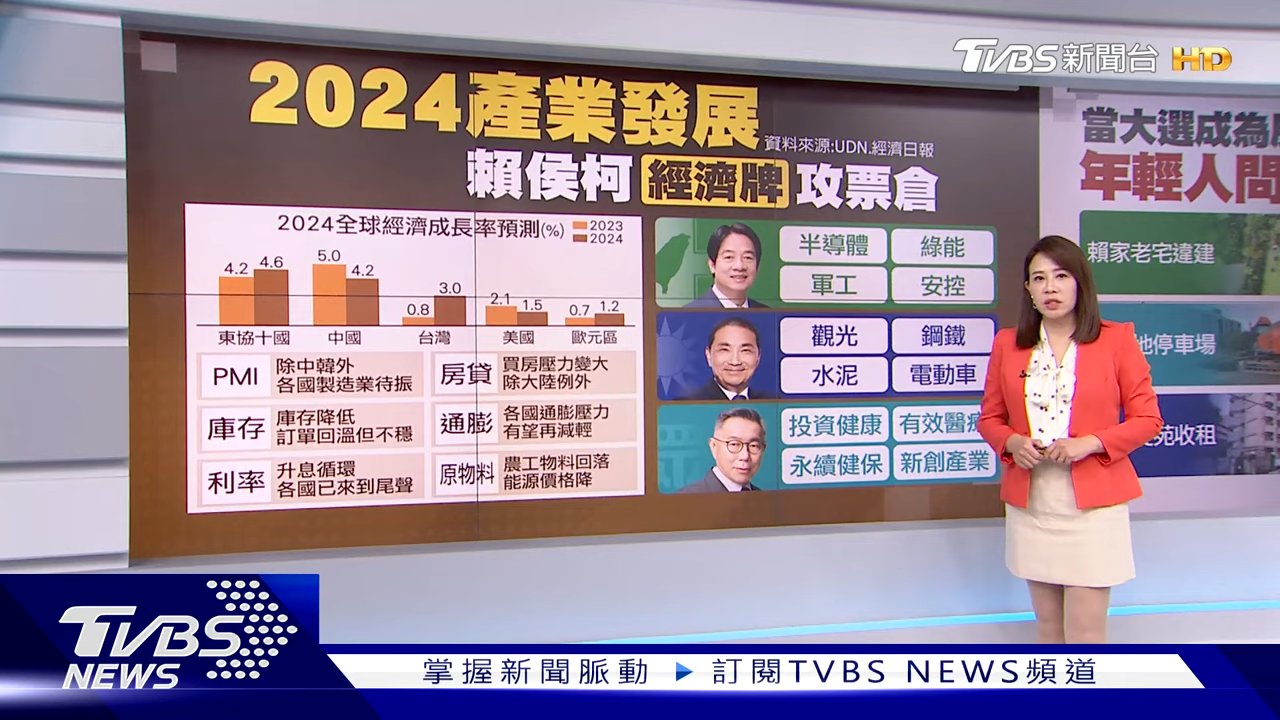 TVBS新聞台 HD
2024產業發展
資料來源:UDN.經濟日報
賴侯柯 經濟牌 攻票倉
2024全球經濟成長率預測(%)
2023
2024
4.2 4.6
5.0 4.2
0.8 3.0
2.1 1.5
0.7 1.2
東協十國 中國 台灣 美國 歐元區
PMI
除中韓外
各國製造業待振
房貸
買房壓力變大
除大陸例外
庫存
庫存降低
訂單回溫但不穩
通膨
各國通膨壓力
有望再減輕
利率
升息循環
各國已來到尾聲
原物料
農工物料回落
能源價格降
半導體 綠能
軍工 安控
觀光 鋼鐵
水泥 電動車
投資健康 有效醫療
永續健保 新創產業
當大選成為
年輕人問
賴家老宅違建
地停車場
苑收租
TVBS
NEWS
掌握新聞脈動 ▶ 訂閱TVBS NEWS頻道